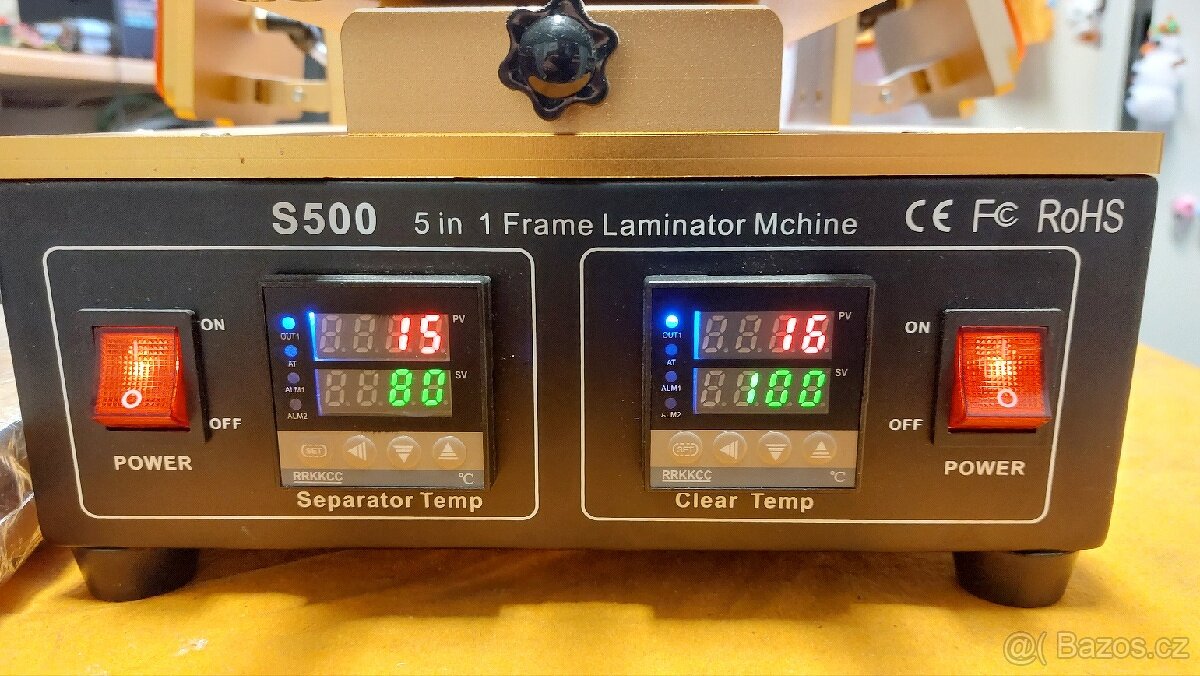 S500 5 in 1 Frame Laminator Mchine CE FC RoHS
ON
OFF
POWER
OUT1
AT
ALM1
ALM2
15 PV
80 SV
SET
RRKKCC °C
Separator Temp
OUT1
AT
ALM1
ALM2
16 PV
100 SV
SET
RRKKCC °C
Clear Temp
ON
OFF
POWER
@( Bazos.cz